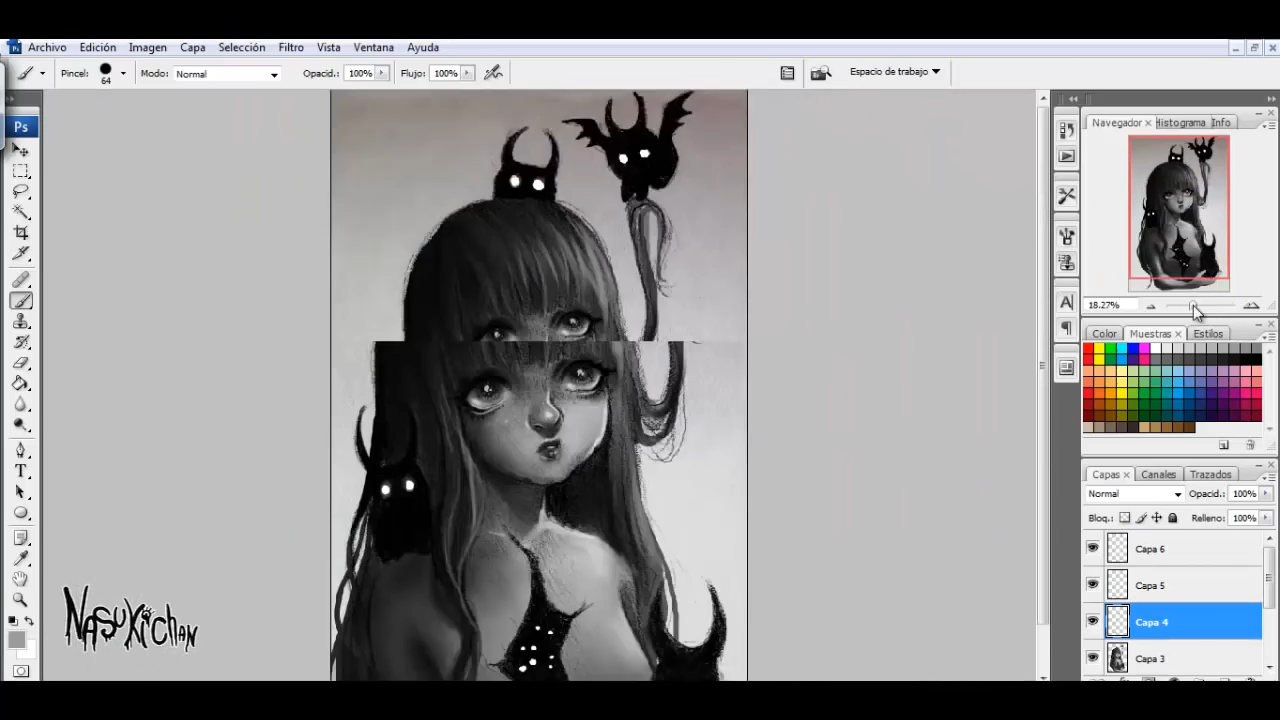 Archivo Edición Imagen Capa Selección Filtro Vista Ventana Ayuda
Pincel: 64 Modo: Normal Opacid.: 100% Flujo: 100% Espacio de trabajo
Ps
Navegador Histograma Info
18.27%
Color Muestras Estilos
Capas Canales Trazados
Normal Opacid.: 100%
Bloq.: Relleno: 100%
Capa 6
Capa 5
Capa 4
Capa 3
NASUKICHAN